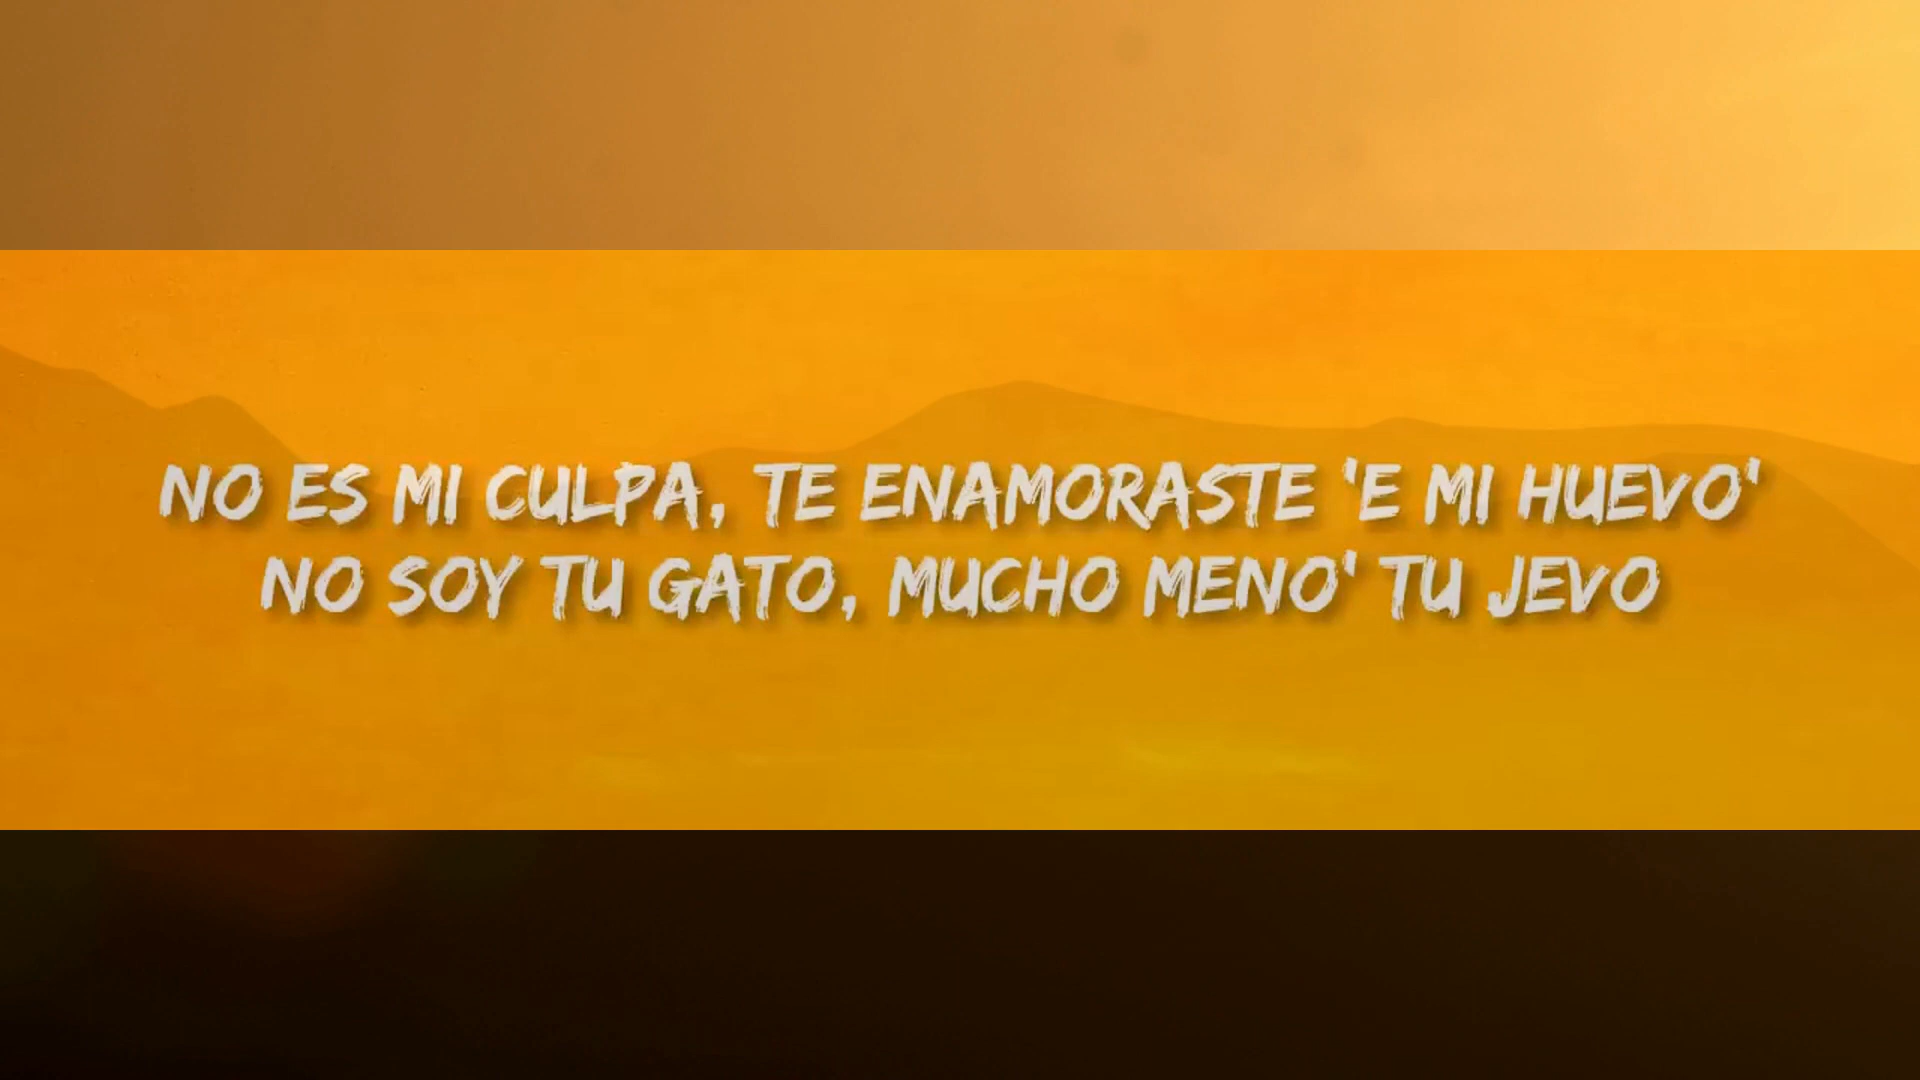 NO ES MI CULPA, TE ENAMORASTE 'E MI HUEVO'
NO SOY TU GATO, MUCHO MENO' TU JEVO